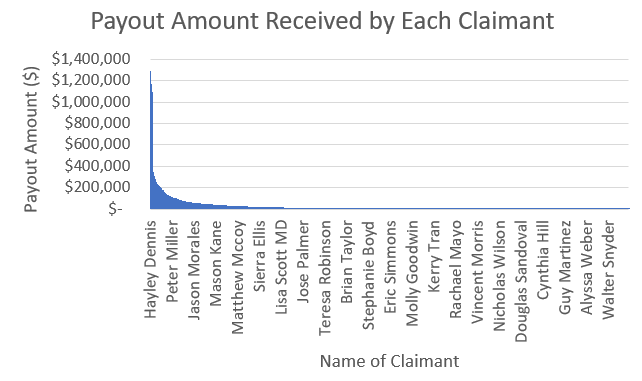 Payout Amount Received by Each Claimant
Payout Amount ($)
$1,400,000
$1,200,000
$1,000,000
$800,000
$600,000
$400,000
$200,000
$-
Hayley Dennis
Peter Miller
Jason Morales
Mason Kane
Matthew Mccoy
Sierra Ellis
Lisa Scott MD
Jose Palmer
Teresa Robinson
Brian Taylor
Stephanie Boyd
Eric Simmons
Molly Goodwin
Kerry Tran
Rachael Mayo
Vincent Morris
Nicholas Wilson
Douglas Sandoval
Cynthia Hill
Guy Martinez
Alyssa Weber
Walter Snyder
Name of Claimant